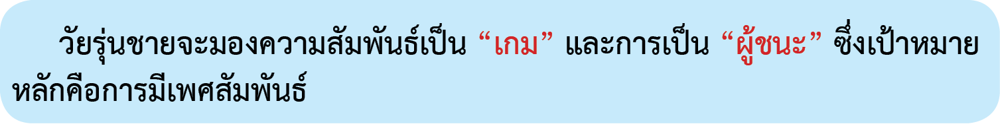 วัยรุ่นชายจะมองความสัมพันธ์เป็น “เกม” และการเป็น “ผู้ชนะ” ซึ่งเป้าหมาย
หลักคือการมีเพศสัมพันธ์